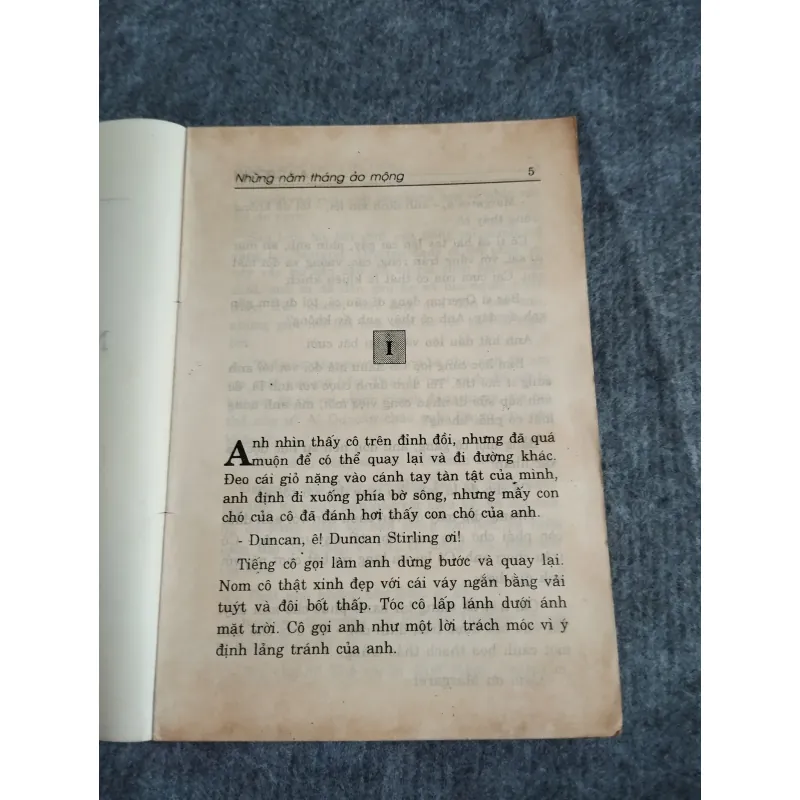 Những năm tháng ảo mộng 5
I
Anh nhìn thấy cô trên đỉnh đồi, nhưng đã quá
muộn để có thể quay lại và đi đường khác.
Đeo cái giỏ nặng vào cánh tay tàn tật của mình,
anh định đi xuống phía bờ sông, nhưng mấy con
chó của cô đã đánh hơi thấy con chó của anh.
- Duncan, ê! Duncan Stirling ơi!
Tiếng cô gọi làm anh dừng bước và quay lại.
Nom cô thật xinh đẹp với cái váy ngắn bằng vải
tuýt và đôi bốt thấp. Tóc cô lấp lánh dưới ánh
mặt trời. Cô gọi anh như một lời trách móc vì ý
định lảng tránh của anh.